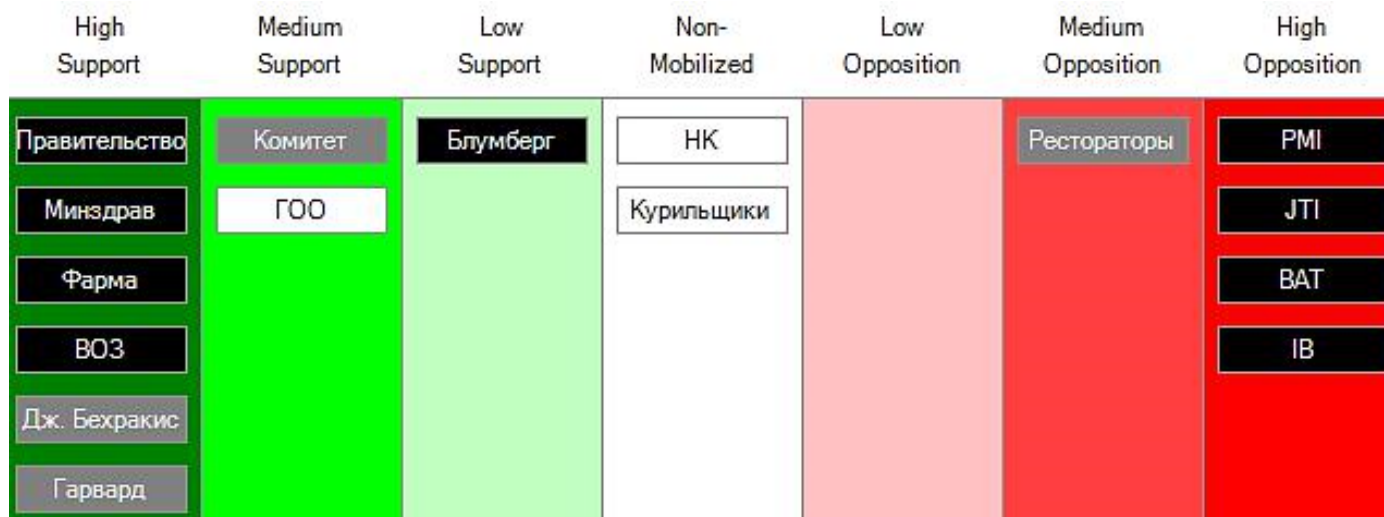 High Support
Medium Support
Low Support
Non-Mobilized
Low Opposition
Medium Opposition
High Opposition
Правительство
Комитет
Блумберг
НК
Рестораторы
PMI
Минздрав
ГОО
Курильщики
JTI
Фарма
BAT
ВОЗ
IB
Дж. Бехракис
Гарвард